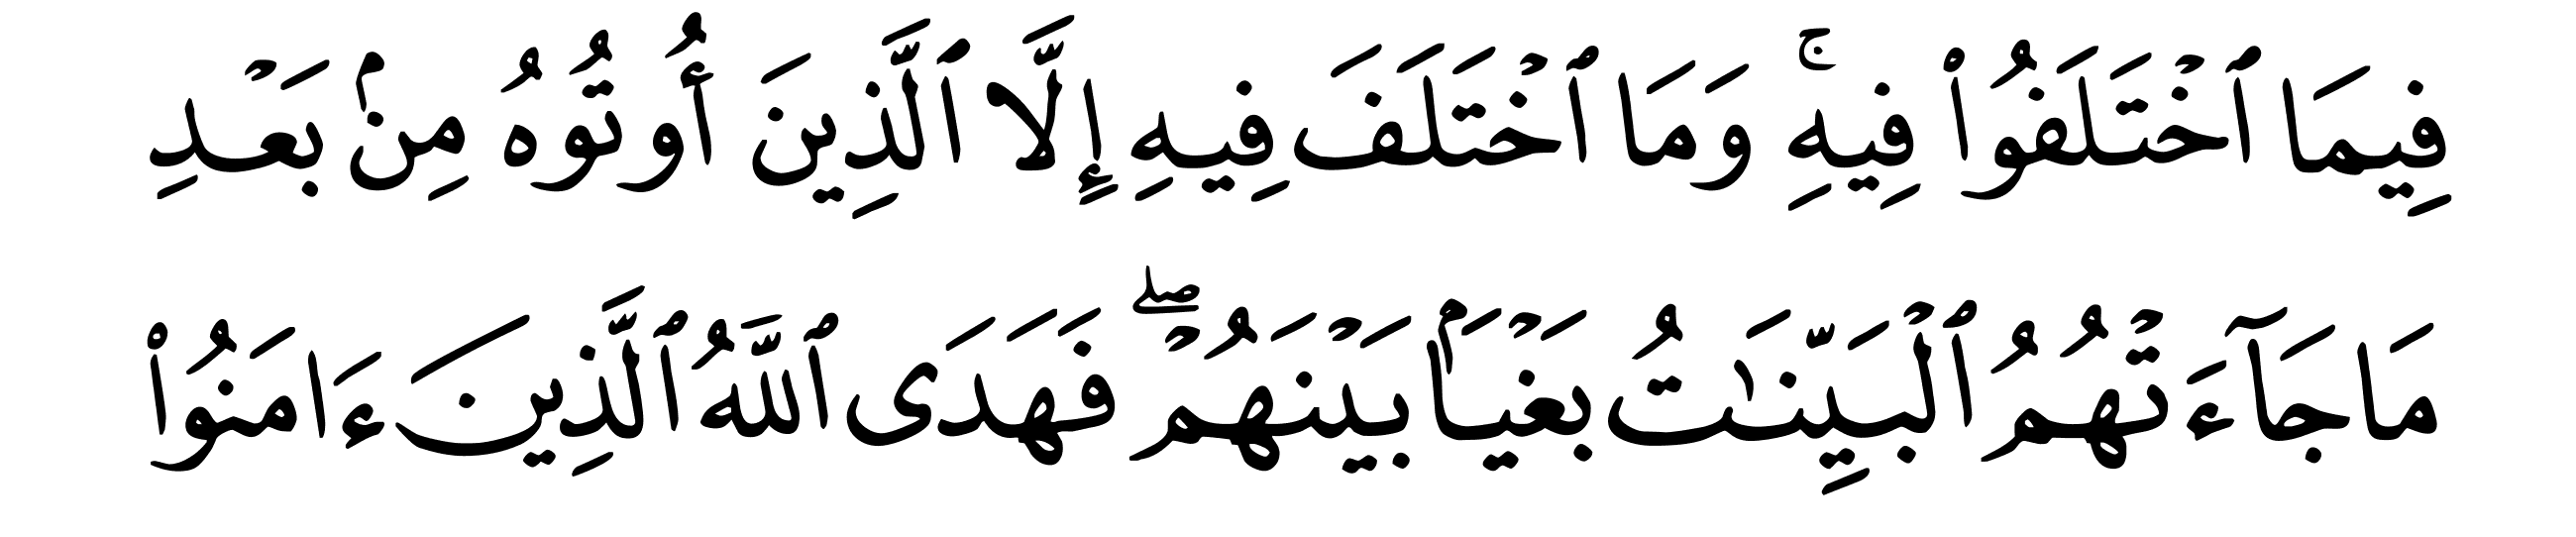 فِيمَا ٱخْتَلَفُوا۟ فِيهِ ۚ وَمَا ٱخْتَلَفَ فِيهِ إِلَّا ٱلَّذِينَ أُوتُوهُ مِنۢ بَعْدِ
مَا جَآءَتْهُمُ ٱلْبَيِّنَـٰتُ بَغْيًۢا بَيْنَهُمْ ۖ فَهَدَى ٱللَّهُ ٱلَّذِينَ ءَامَنُوا۟